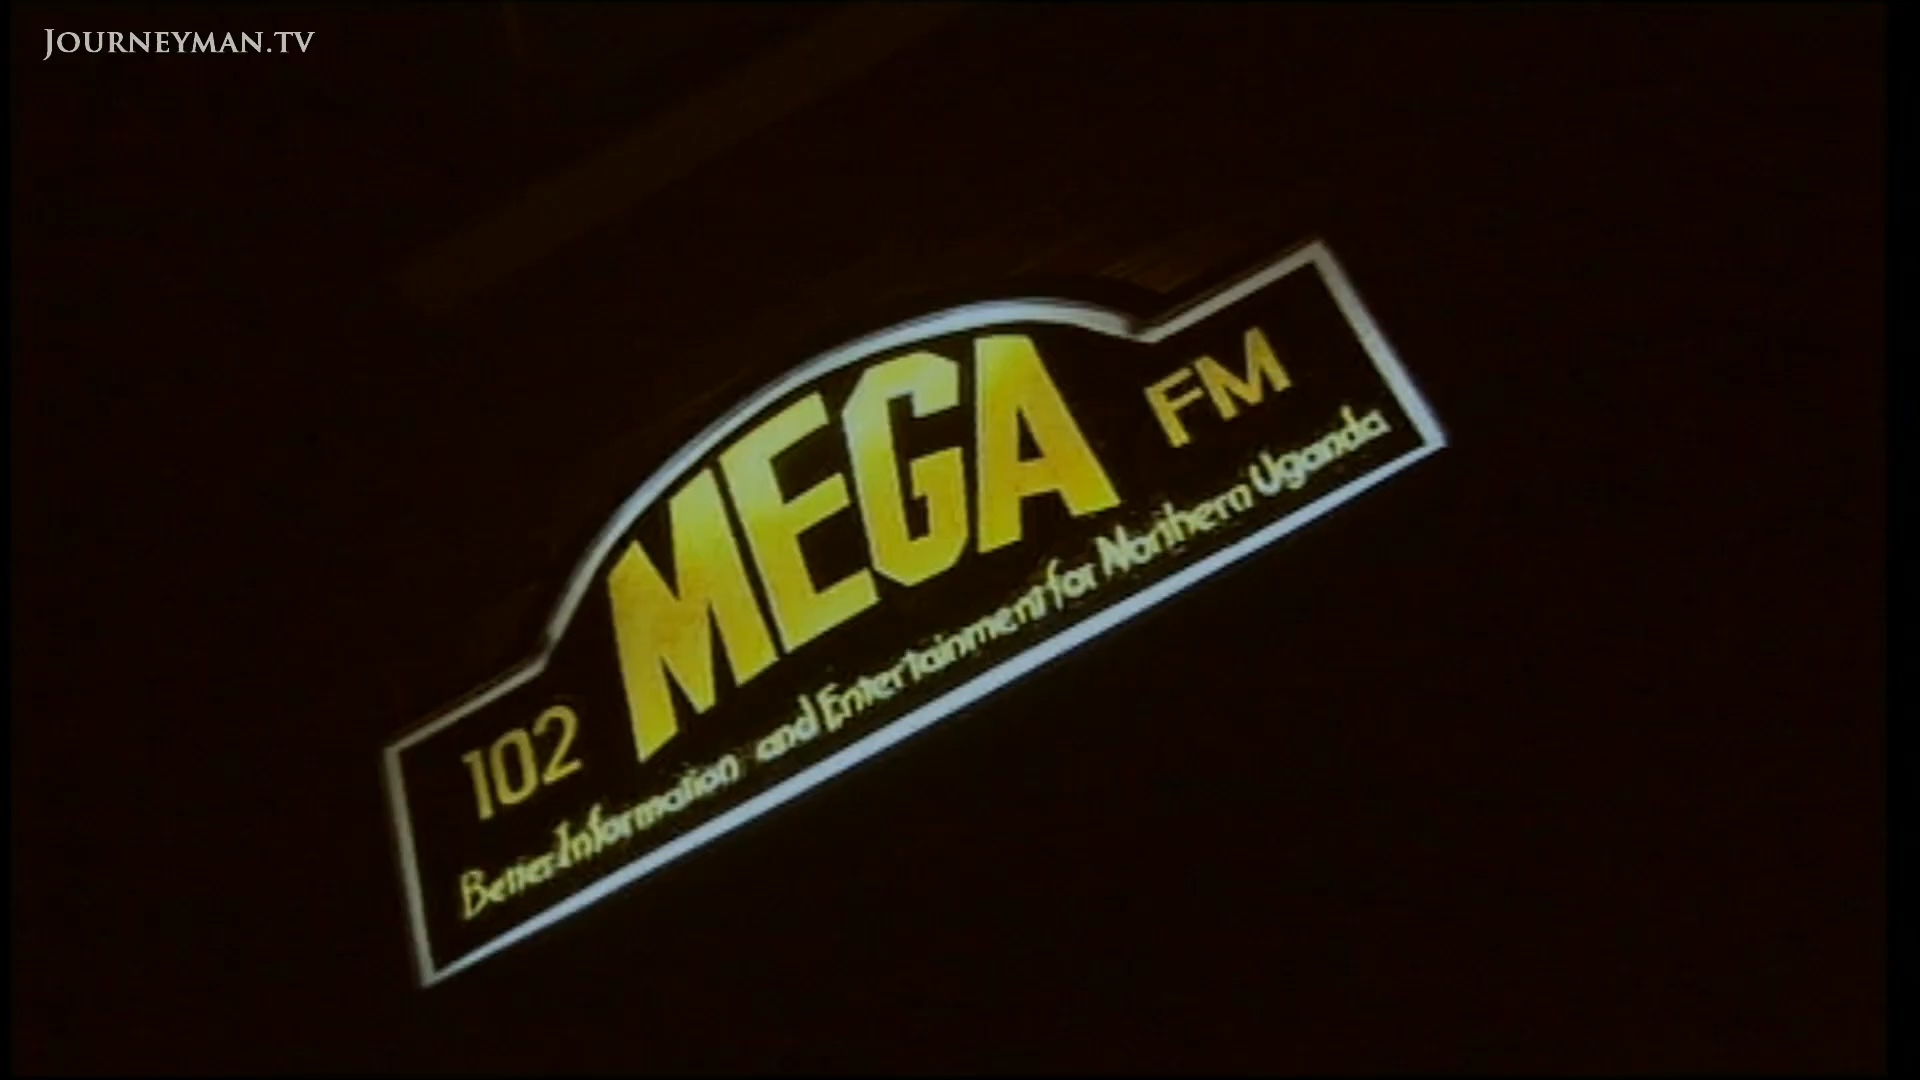 JOURNEYMAN.TV
102 MEGA FM
Better Information and Entertainment for Northern Uganda